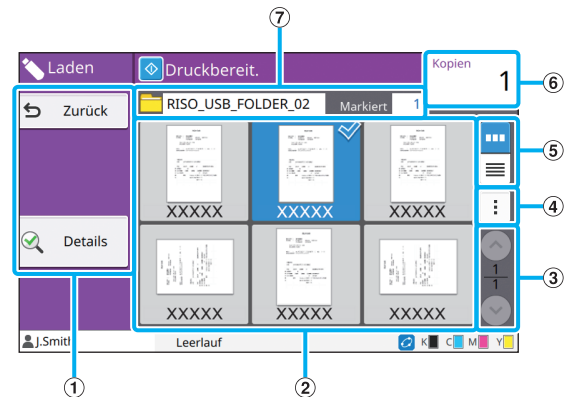 7
Laden
Druckbereit.
Kopien
1
6
RISO_USB_FOLDER_02 Markiert 1
Zurück
5
XXXXX XXXXX XXXXX
4
Details
1
1
3
XXXXX XXXXX XXXXX
J.Smith Leerlauf K C M Y
1 2